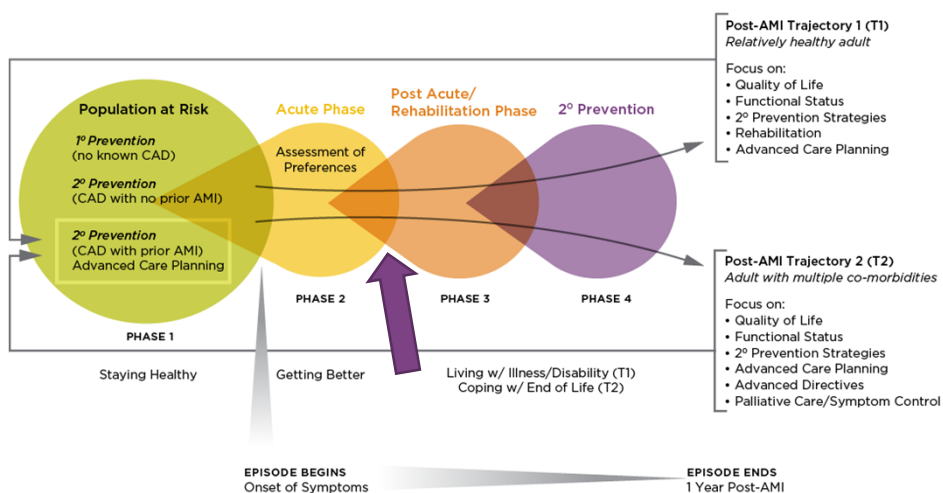 Post-AMI Trajectory 1 (T1)
Relatively healthy adult
Focus on:
• Quality of Life
• Functional Status
• 2º Prevention Strategies
• Rehabilitation
• Advanced Care Planning
Population at Risk
1º Prevention
(no known CAD)
2º Prevention
(CAD with no prior AMI)
2º Prevention
(CAD with prior AMI)
Advanced Care Planning
PHASE 1
Acute Phase
Assessment of
Preferences
PHASE 2
Post Acute/
Rehabilitation Phase
PHASE 3
2º Prevention
PHASE 4
Post-AMI Trajectory 2 (T2)
Adult with multiple co-morbidities
Focus on:
• Quality of Life
• Functional Status
• 2º Prevention Strategies
• Advanced Care Planning
• Advanced Directives
• Palliative Care/Symptom Control
Staying Healthy
Getting Better
Living w/ Illness/Disability (T1)
Coping w/ End of Life (T2)
EPISODE BEGINS
Onset of Symptoms
EPISODE ENDS
1 Year Post-AMI